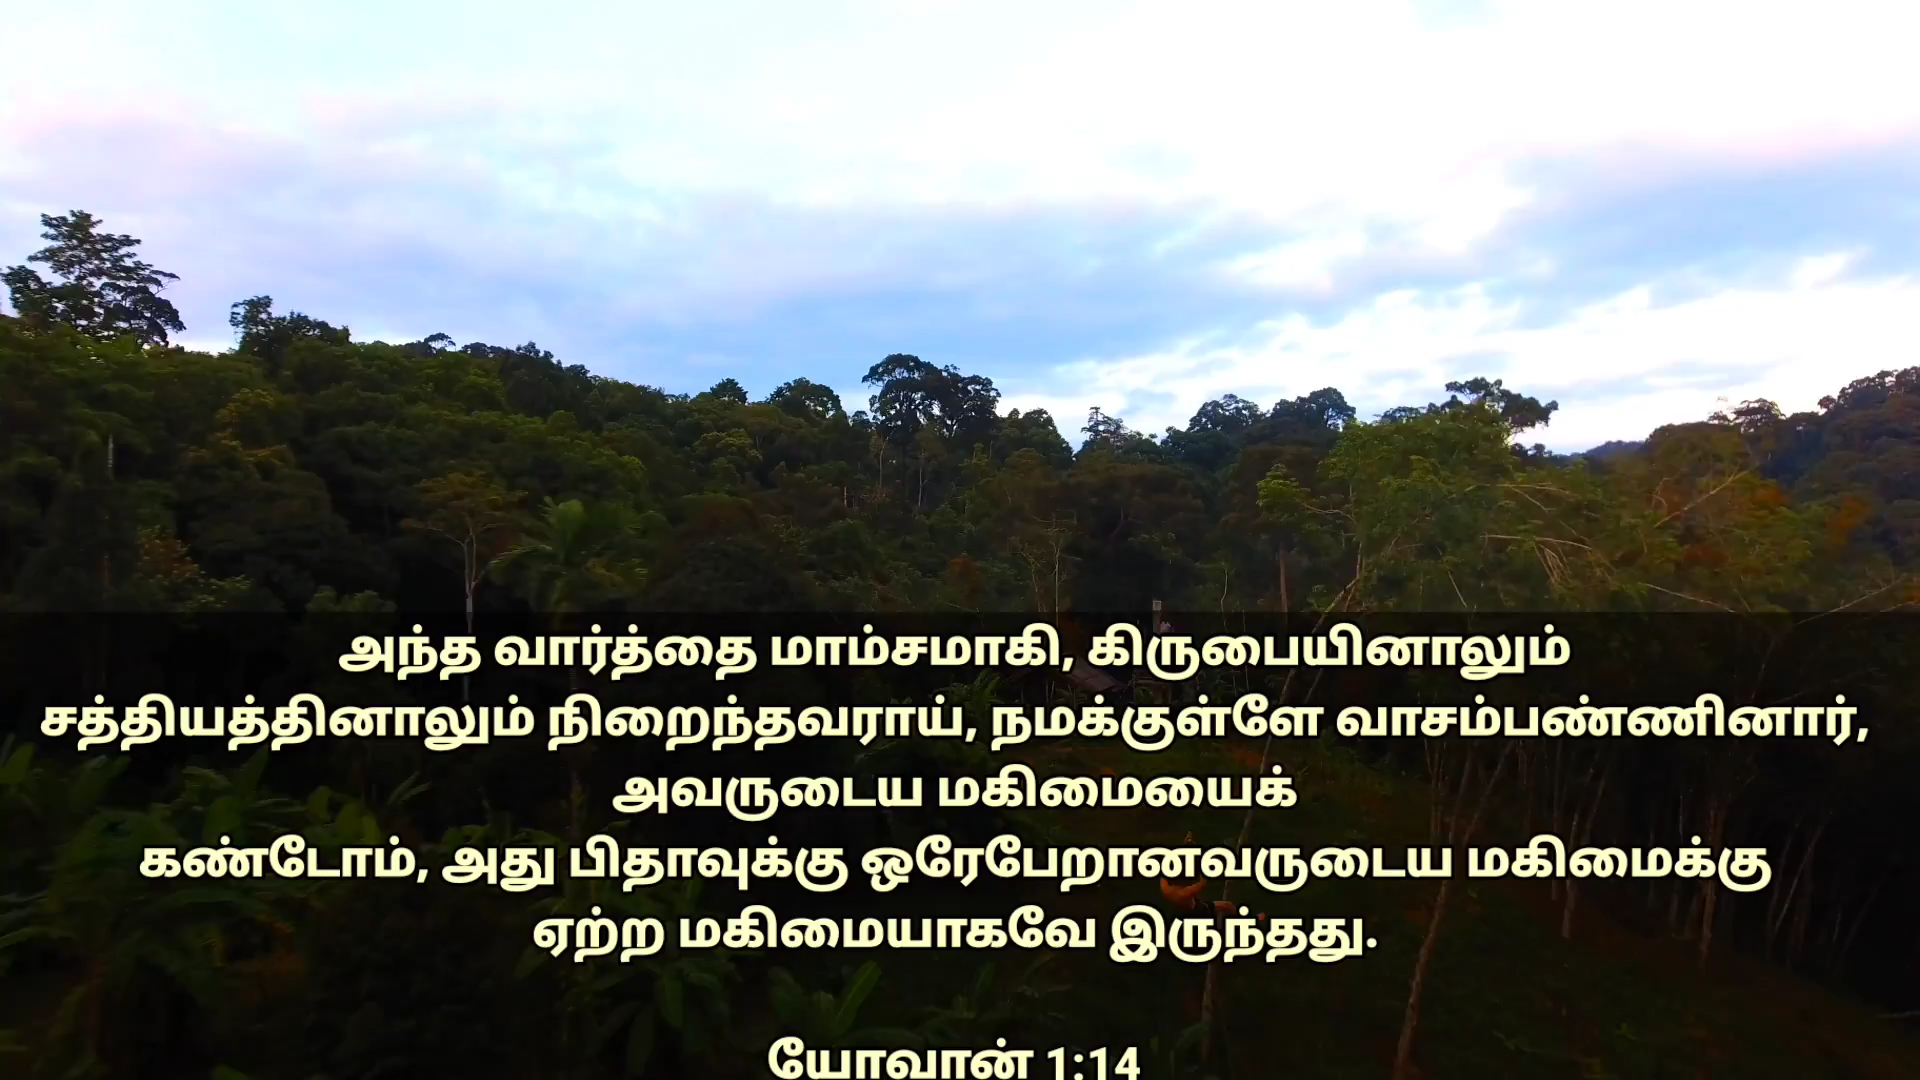 அந்த வார்த்தை மாம்சமாகி, கிருபையினாலும்
சத்தியத்தினாலும் நிறைந்தவராய், நமக்குள்ளே வாசம்பண்ணினார்,
அவருடைய மகிமையைக்
கண்டோம், அது பிதாவுக்கு ஒரேபேறானவருடைய மகிமைக்கு
ஏற்ற மகிமையாகவே இருந்தது.
யோவான் 1:14